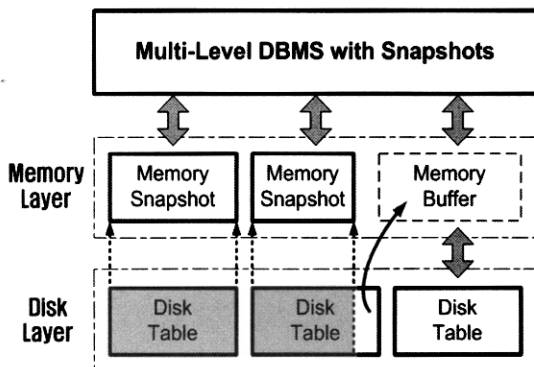 Multi-Level DBMS with Snapshots
Memory
Layer
Memory
Snapshot
Memory
Snapshot
Memory
Buffer
Disk
Layer
Disk
Table
Disk
Table
Disk
Table